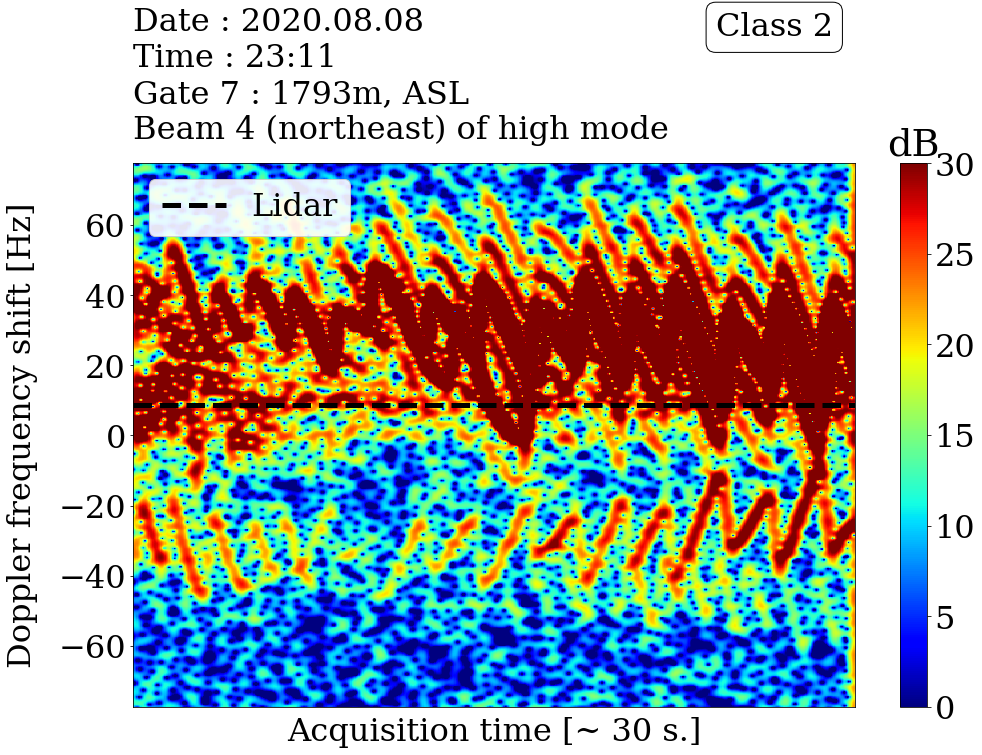 Date : 2020.08.08
Time : 23:11
Gate 7 : 1793m, ASL
Beam 4 (northeast) of high mode
Class 2
dB
Lidar
Doppler frequency shift [Hz]
60
40
20
0
−20
−40
−60
30
25
20
15
10
5
0
Acquisition time [~ 30 s.]